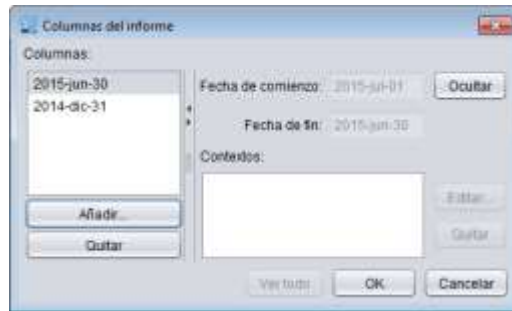 Columnas del informe
Columnas:
2015-jun-30
2014-dic-31
Añadir...
Quitar
Fecha de comienzo: 2015-jul-01
Ocultar
Fecha de fin: 2015-jun-30
Contextos:
Editar...
Quitar
Ver todo
OK
Cancelar